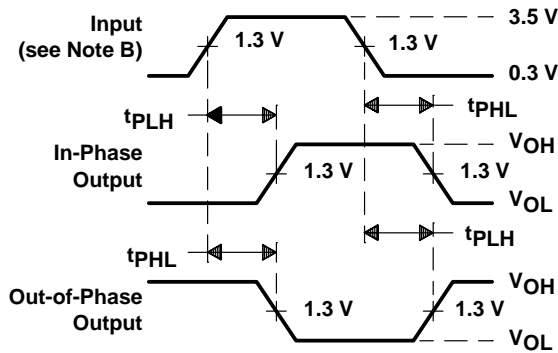 Input
(see Note B)
1.3 V
1.3 V
3.5 V
0.3 V
tPLH
tPHL
In-Phase
Output
1.3 V
1.3 V
VOH
VOL
tPHL
tPLH
Out-of-Phase
Output
1.3 V
1.3 V
VOH
VOL